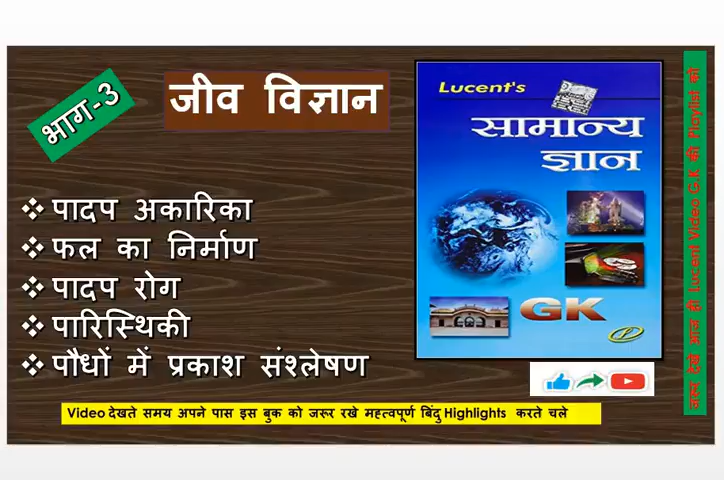 भाग-3
जीव विज्ञान
❖ पादप अकारिका
❖ फल का निर्माण
❖ पादप रोग
❖ पारिस्थिकी
❖ पौधों में प्रकाश संश्लेषण
Lucent's
सामान्य
ज्ञान
GK
Video देखते समय अपने पास इस बुक को जरूर रखे महत्वपूर्ण बिंदु Highlights करते चले
Lucent Video G.K की Playlist को